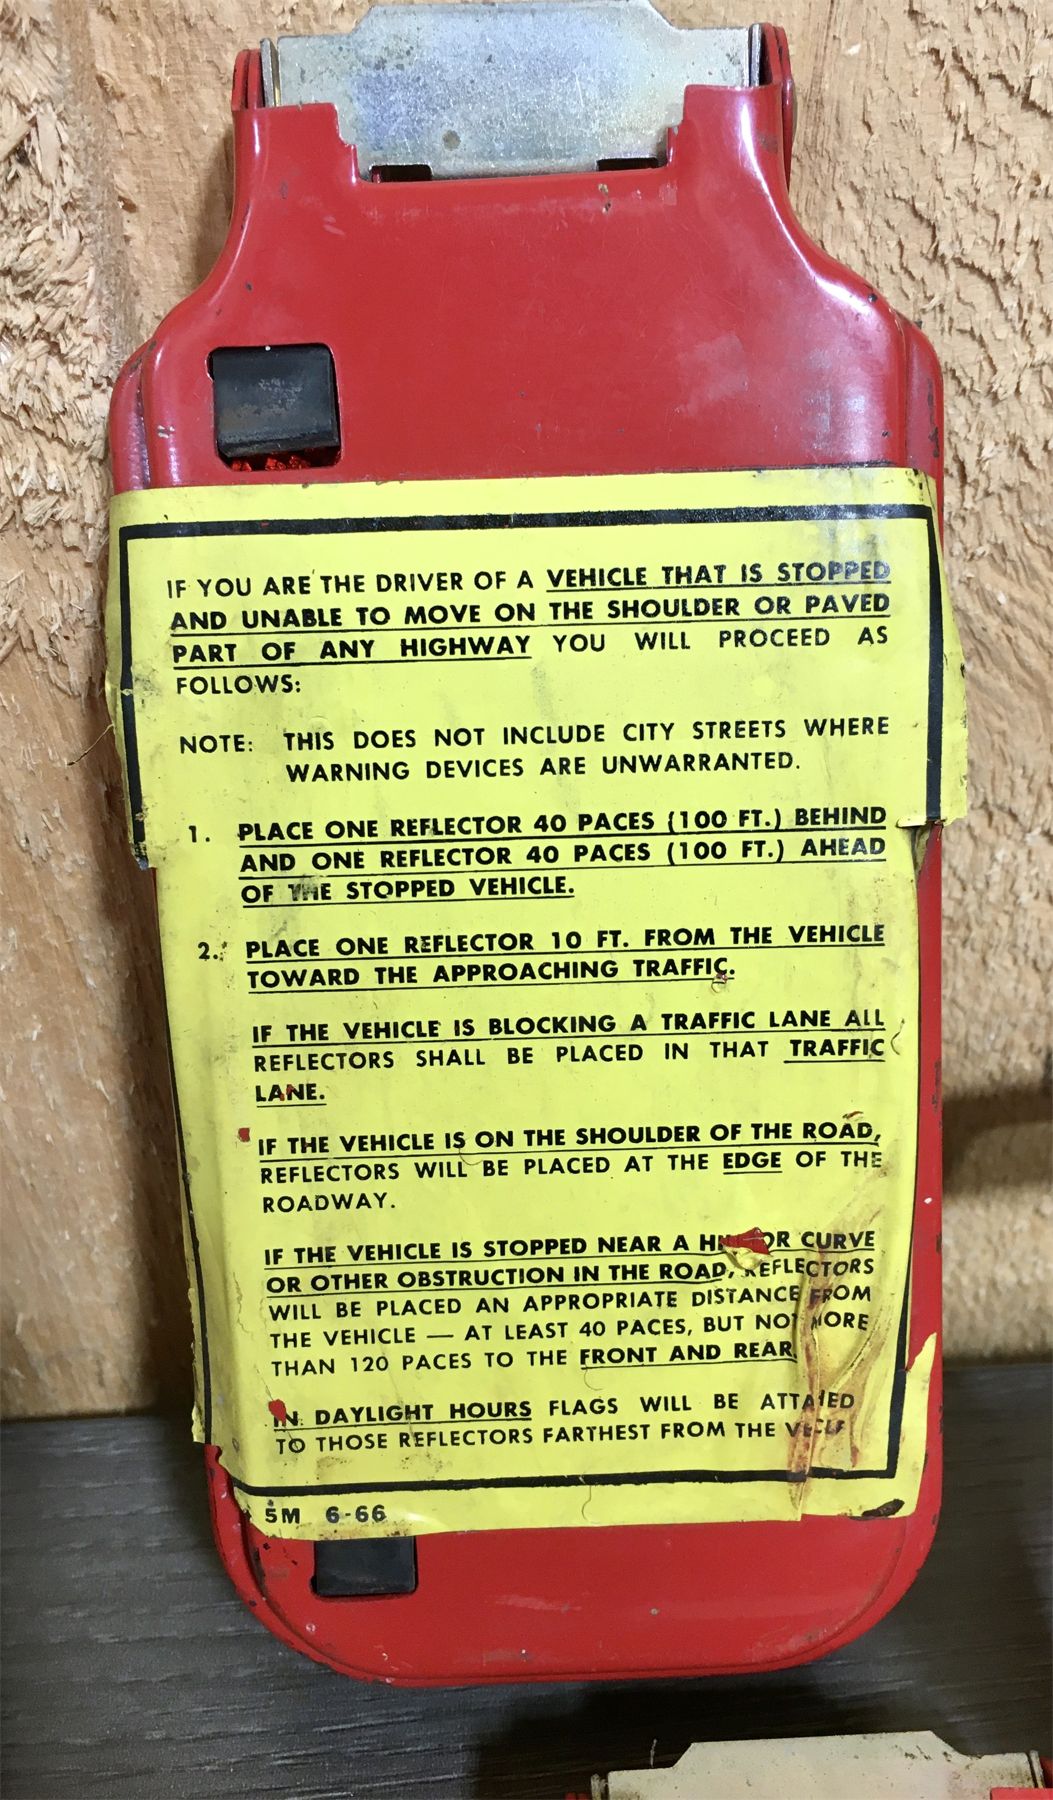 IF YOU ARE THE DRIVER OF A VEHICLE THAT IS STOPPED
AND UNABLE TO MOVE ON THE SHOULDER OR PAVED
PART OF ANY HIGHWAY YOU WILL PROCEED AS
FOLLOWS:
NOTE: THIS DOES NOT INCLUDE CITY STREETS WHERE
WARNING DEVICES ARE UNWARRANTED.
1. PLACE ONE REFLECTOR 40 PACES (100 FT.) BEHIND
AND ONE REFLECTOR 40 PACES (100 FT.) AHEAD
OF THE STOPPED VEHICLE.
2. PLACE ONE REFLECTOR 10 FT. FROM THE VEHICLE
TOWARD THE APPROACHING TRAFFIC.
IF THE VEHICLE IS BLOCKING A TRAFFIC LANE ALL
REFLECTORS SHALL BE PLACED IN THAT TRAFFIC
LANE.
IF THE VEHICLE IS ON THE SHOULDER OF THE ROAD,
REFLECTORS WILL BE PLACED AT THE EDGE OF THE
ROADWAY.
IF THE VEHICLE IS STOPPED NEAR A OR CURVE
OR OTHER OBSTRUCTION IN THE ROAD, REFLECTORS
WILL BE PLACED AN APPROPRIATE DISTANCE FROM
THE VEHICLE — AT LEAST 40 PACES, BUT NOT MORE
THAN 120 PACES TO THE FRONT AND REAR.
IN DAYLIGHT HOURS FLAGS WILL BE
TO THOSE REFLECTORS FARTHEST FROM THE
5M 6-66